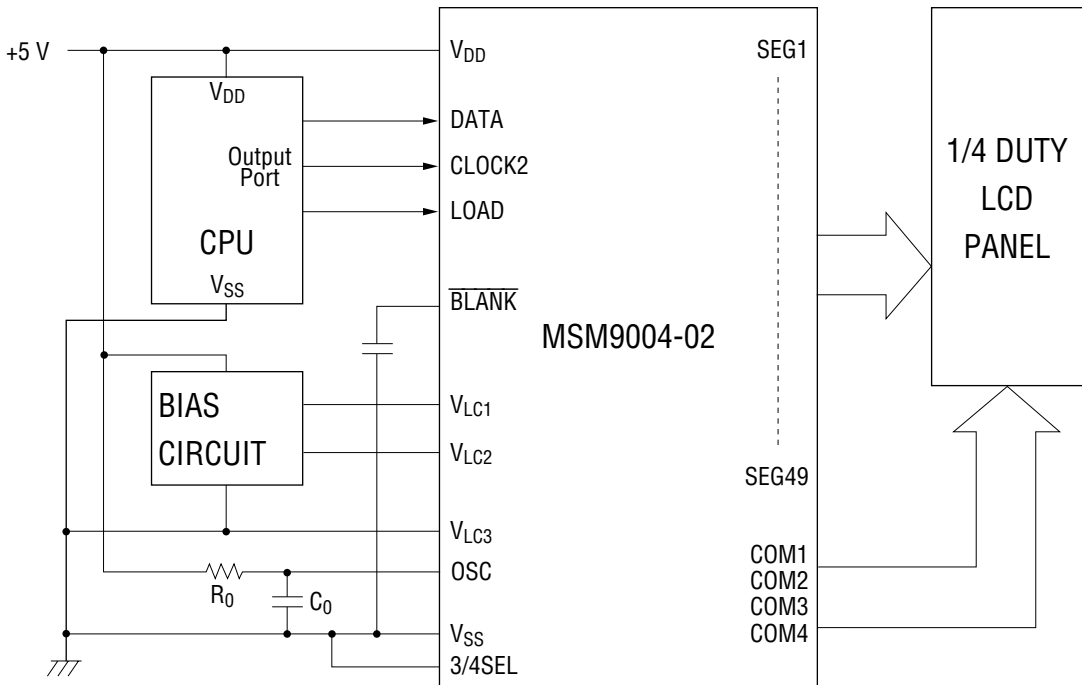 +5 V
VDD
Output
Port
CPU
VSS
BIAS
CIRCUIT
R0
C0
VDD
DATA
CLOCK2
LOAD
BLANK
VLC1
VLC2
VLC3
OSC
VSS
3/4SEL
MSM9004-02
SEG1
SEG49
COM1
COM2
COM3
COM4
1/4 DUTY
LCD
PANEL